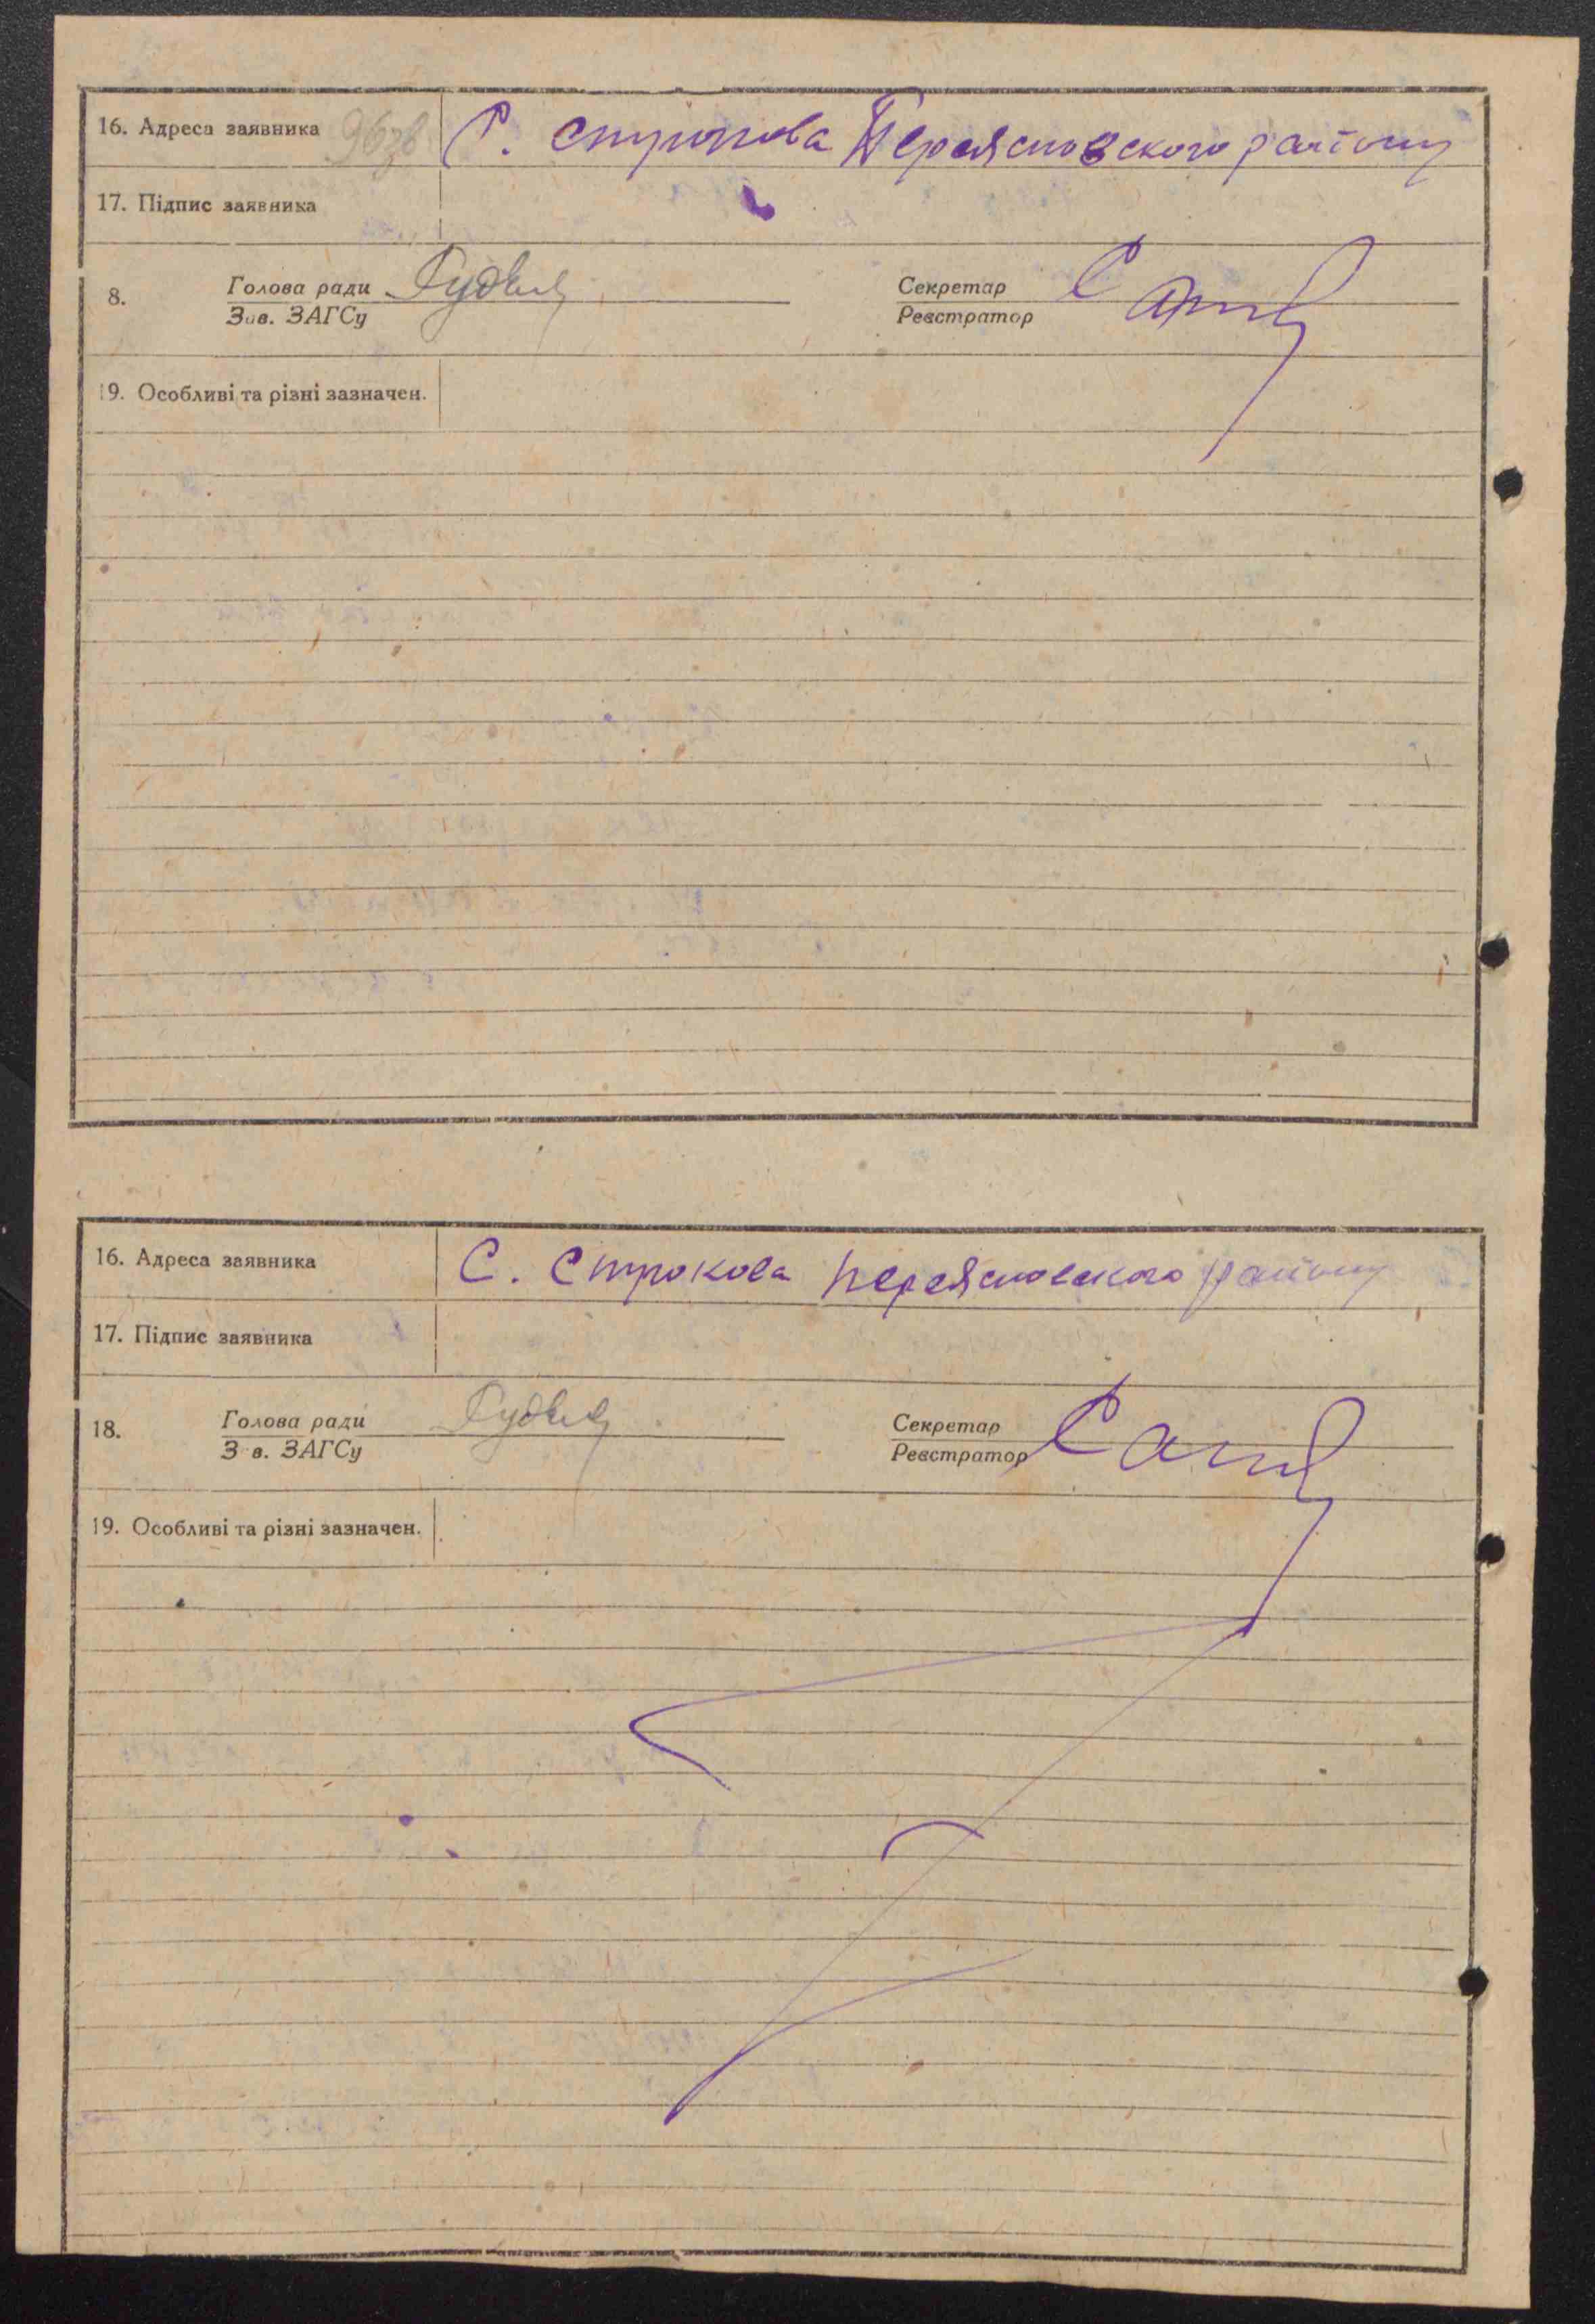 16. Адреса заявника 96зв С. Строкова Переясловского району
17. Підпис заявника
8. Голова ради Секретар
Зав. ЗАГСу Реєстратор
19. Особливі та різні зазначен.
16. Адреса заявника С. Строкова Переясловского району
17. Підпис заявника
18. Голова ради Секретар
З в. ЗАГСу Реєстратор
19. Особливі та різні зазначен.